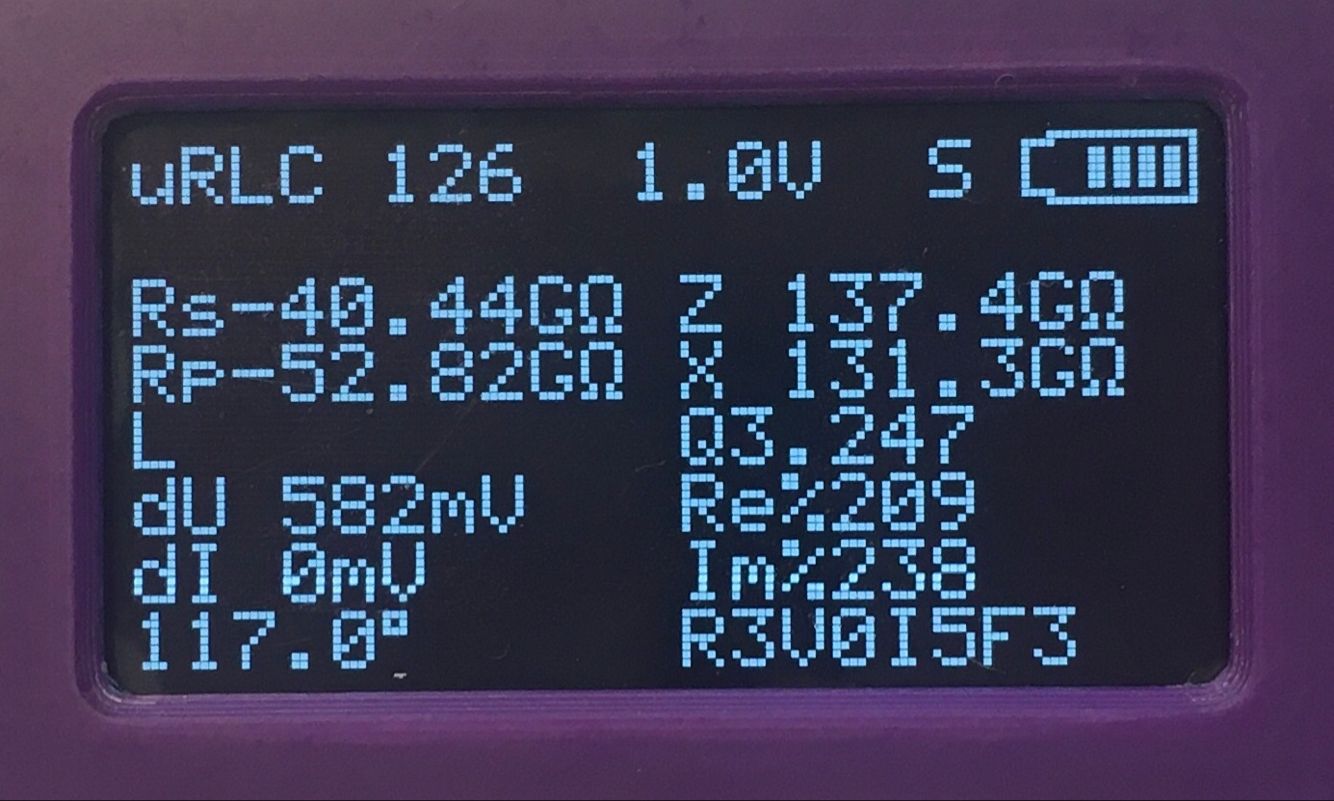 uRLC 126 1.0V S
Rs-40.44GΩ Z 137.4GΩ
Rp-52.82GΩ X 131.3GΩ
L Q3.247
dU 582mV Re%209
dI 0mV Im%238
117.0° R3U0I5F3